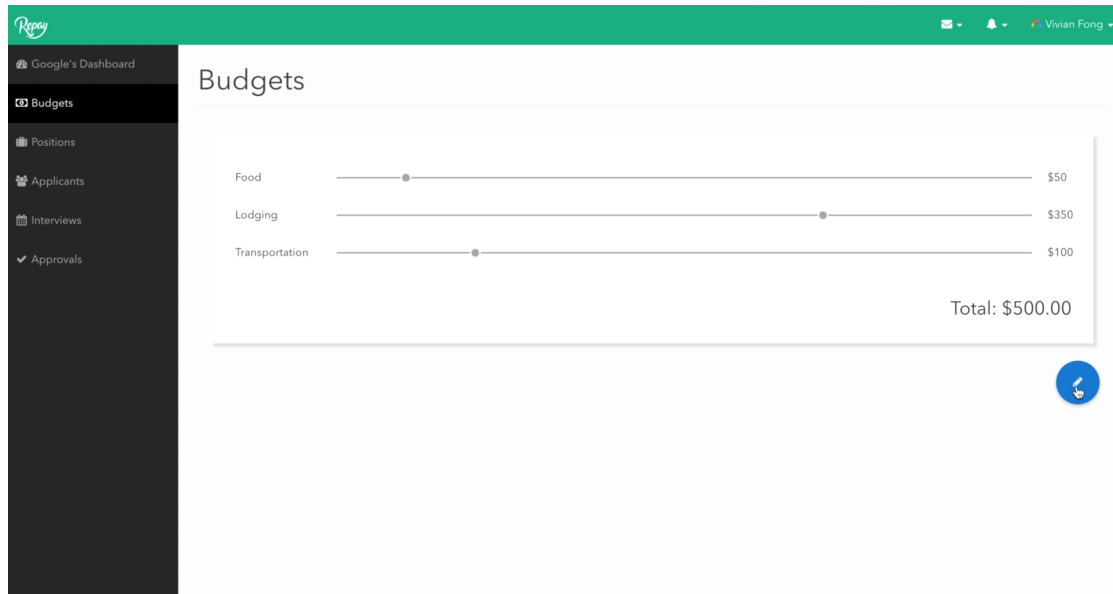 Repay
Vivian Fong
Google's Dashboard
Budgets
Positions
Applicants
Interviews
Approvals
Budgets
Food $50
Lodging $350
Transportation $100
Total: $500.00